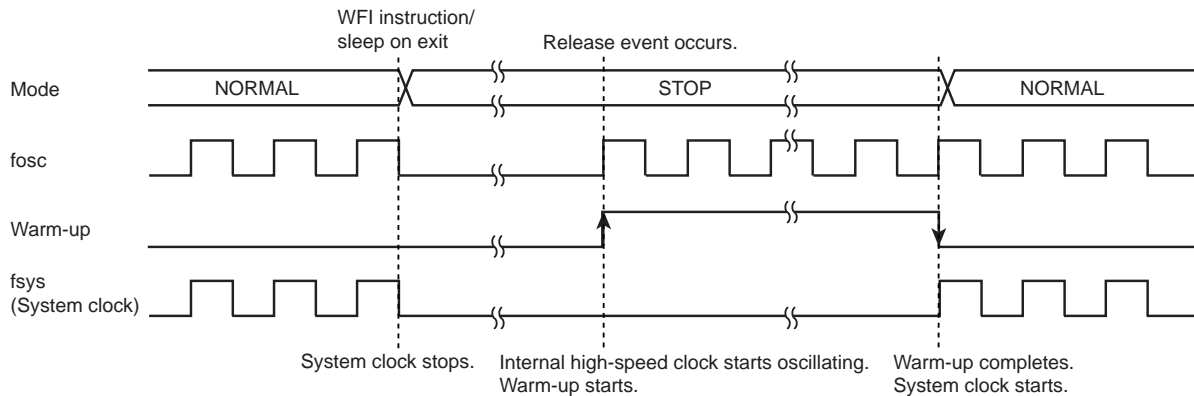 WFI instruction/
sleep on exit
Release event occurs.
Mode
NORMAL
STOP
NORMAL
fosc
Warm-up
fsys
(System clock)
System clock stops.
Internal high-speed clock starts oscillating.
Warm-up starts.
Warm-up completes.
System clock starts.